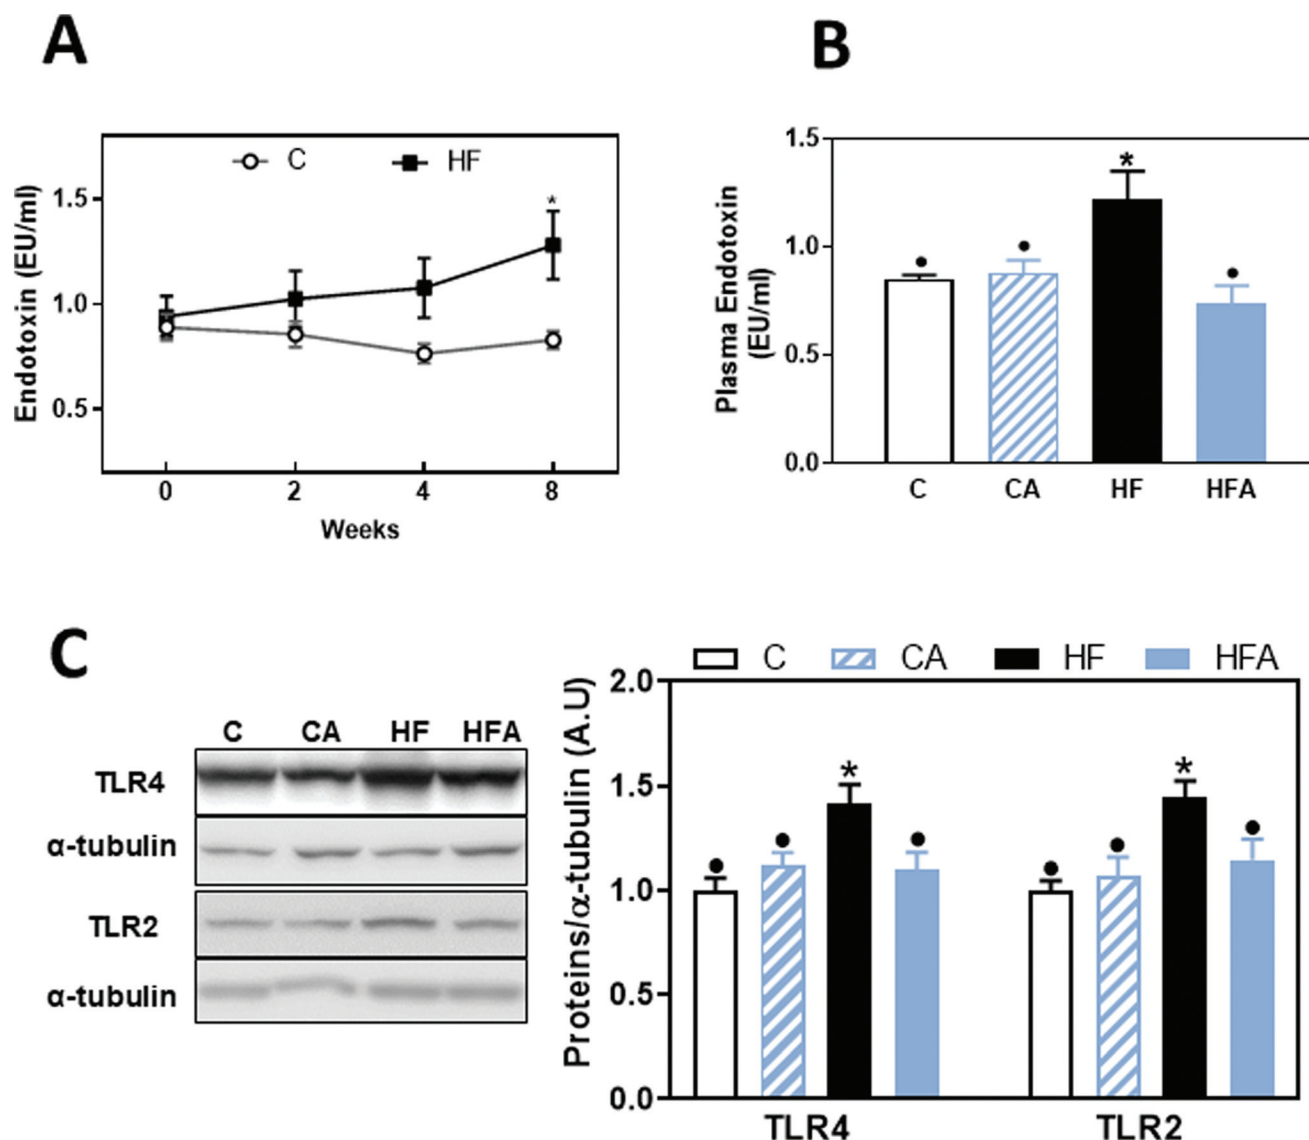 A
C HF
Endotoxin (EU/ml)
1.5
1.0
0.5
*
0 2 4 8
Weeks
B
Plasma Endotoxin
(EU/ml)
1.5
1.0
0.5
0.0
*
C CA HF HFA
C
C CA HF HFA
TLR4
α-tubulin
TLR2
α-tubulin
C CA HF HFA
Proteins/α-tubulin (A.U)
2.0
1.5
1.0
0.5
0.0
* *
TLR4 TLR2